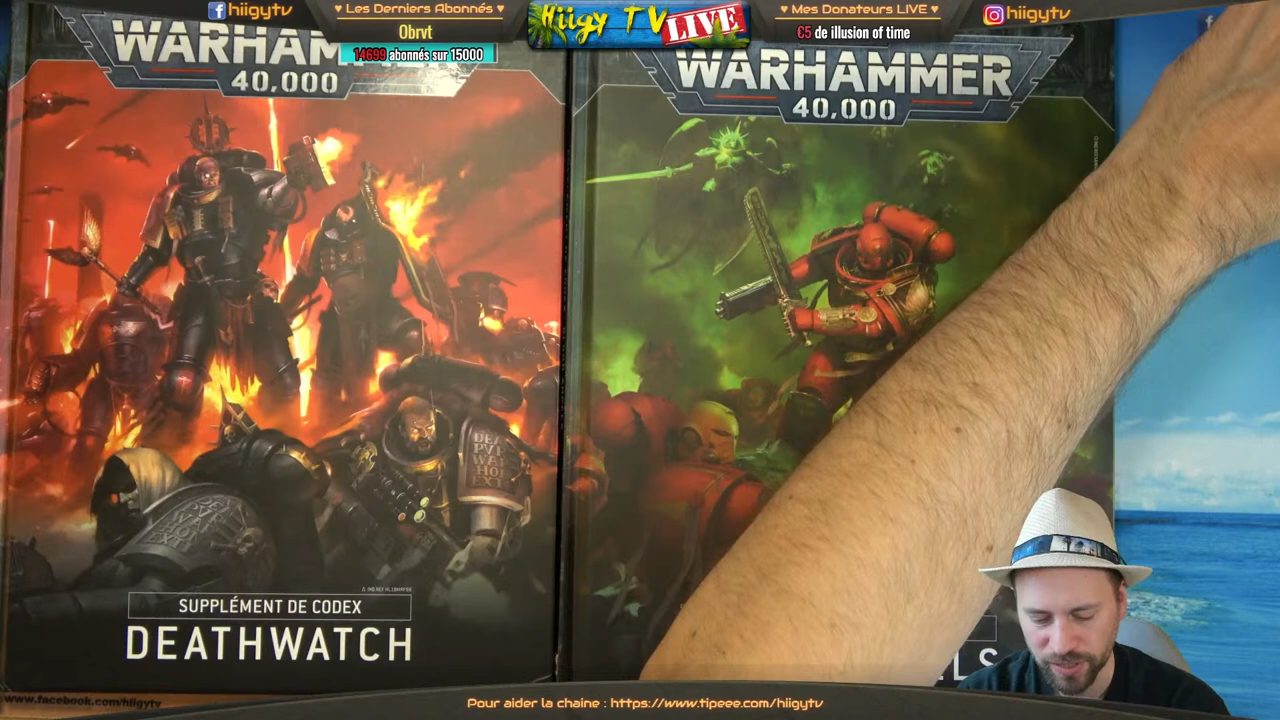 hiigytv
♥ Les Derniers Abonnés ♥
Obrvt
14699 abonnés sur 15000
Hiigy TV LIVE
♥ Mes Donateurs LIVE ♥
€5 de illusion of time
hiigytv
WARHAM
40,000
WARHAMMER
40,000
SUPPLÉMENT DE CODEX
DEATHWATCH
LS
www.facebook.com/hiigytv
Pour aider la chaine : https://www.tipeee.com/hiigytv